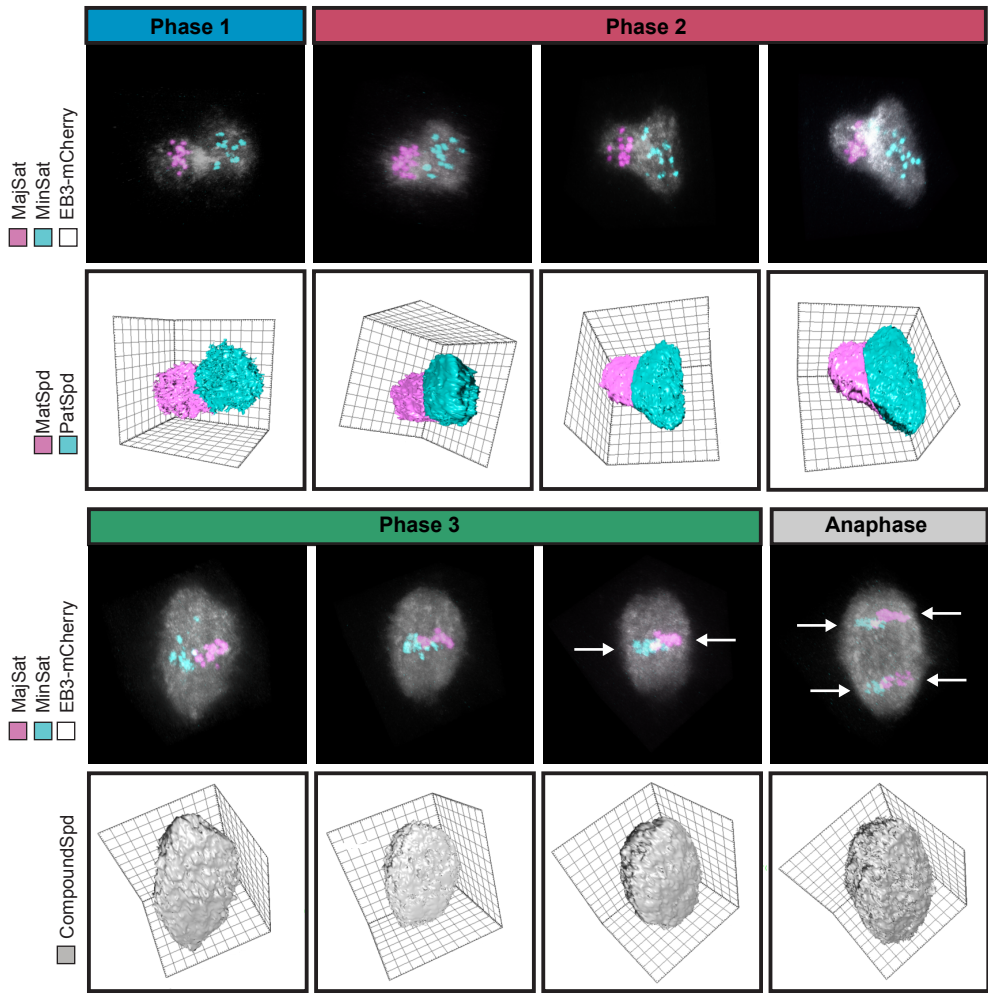 Phase 1
Phase 2
MajSat
MinSat
EB3-mCherry
MatSpd
PatSpd
Phase 3
Anaphase
MajSat
MinSat
EB3-mCherry
CompoundSpd